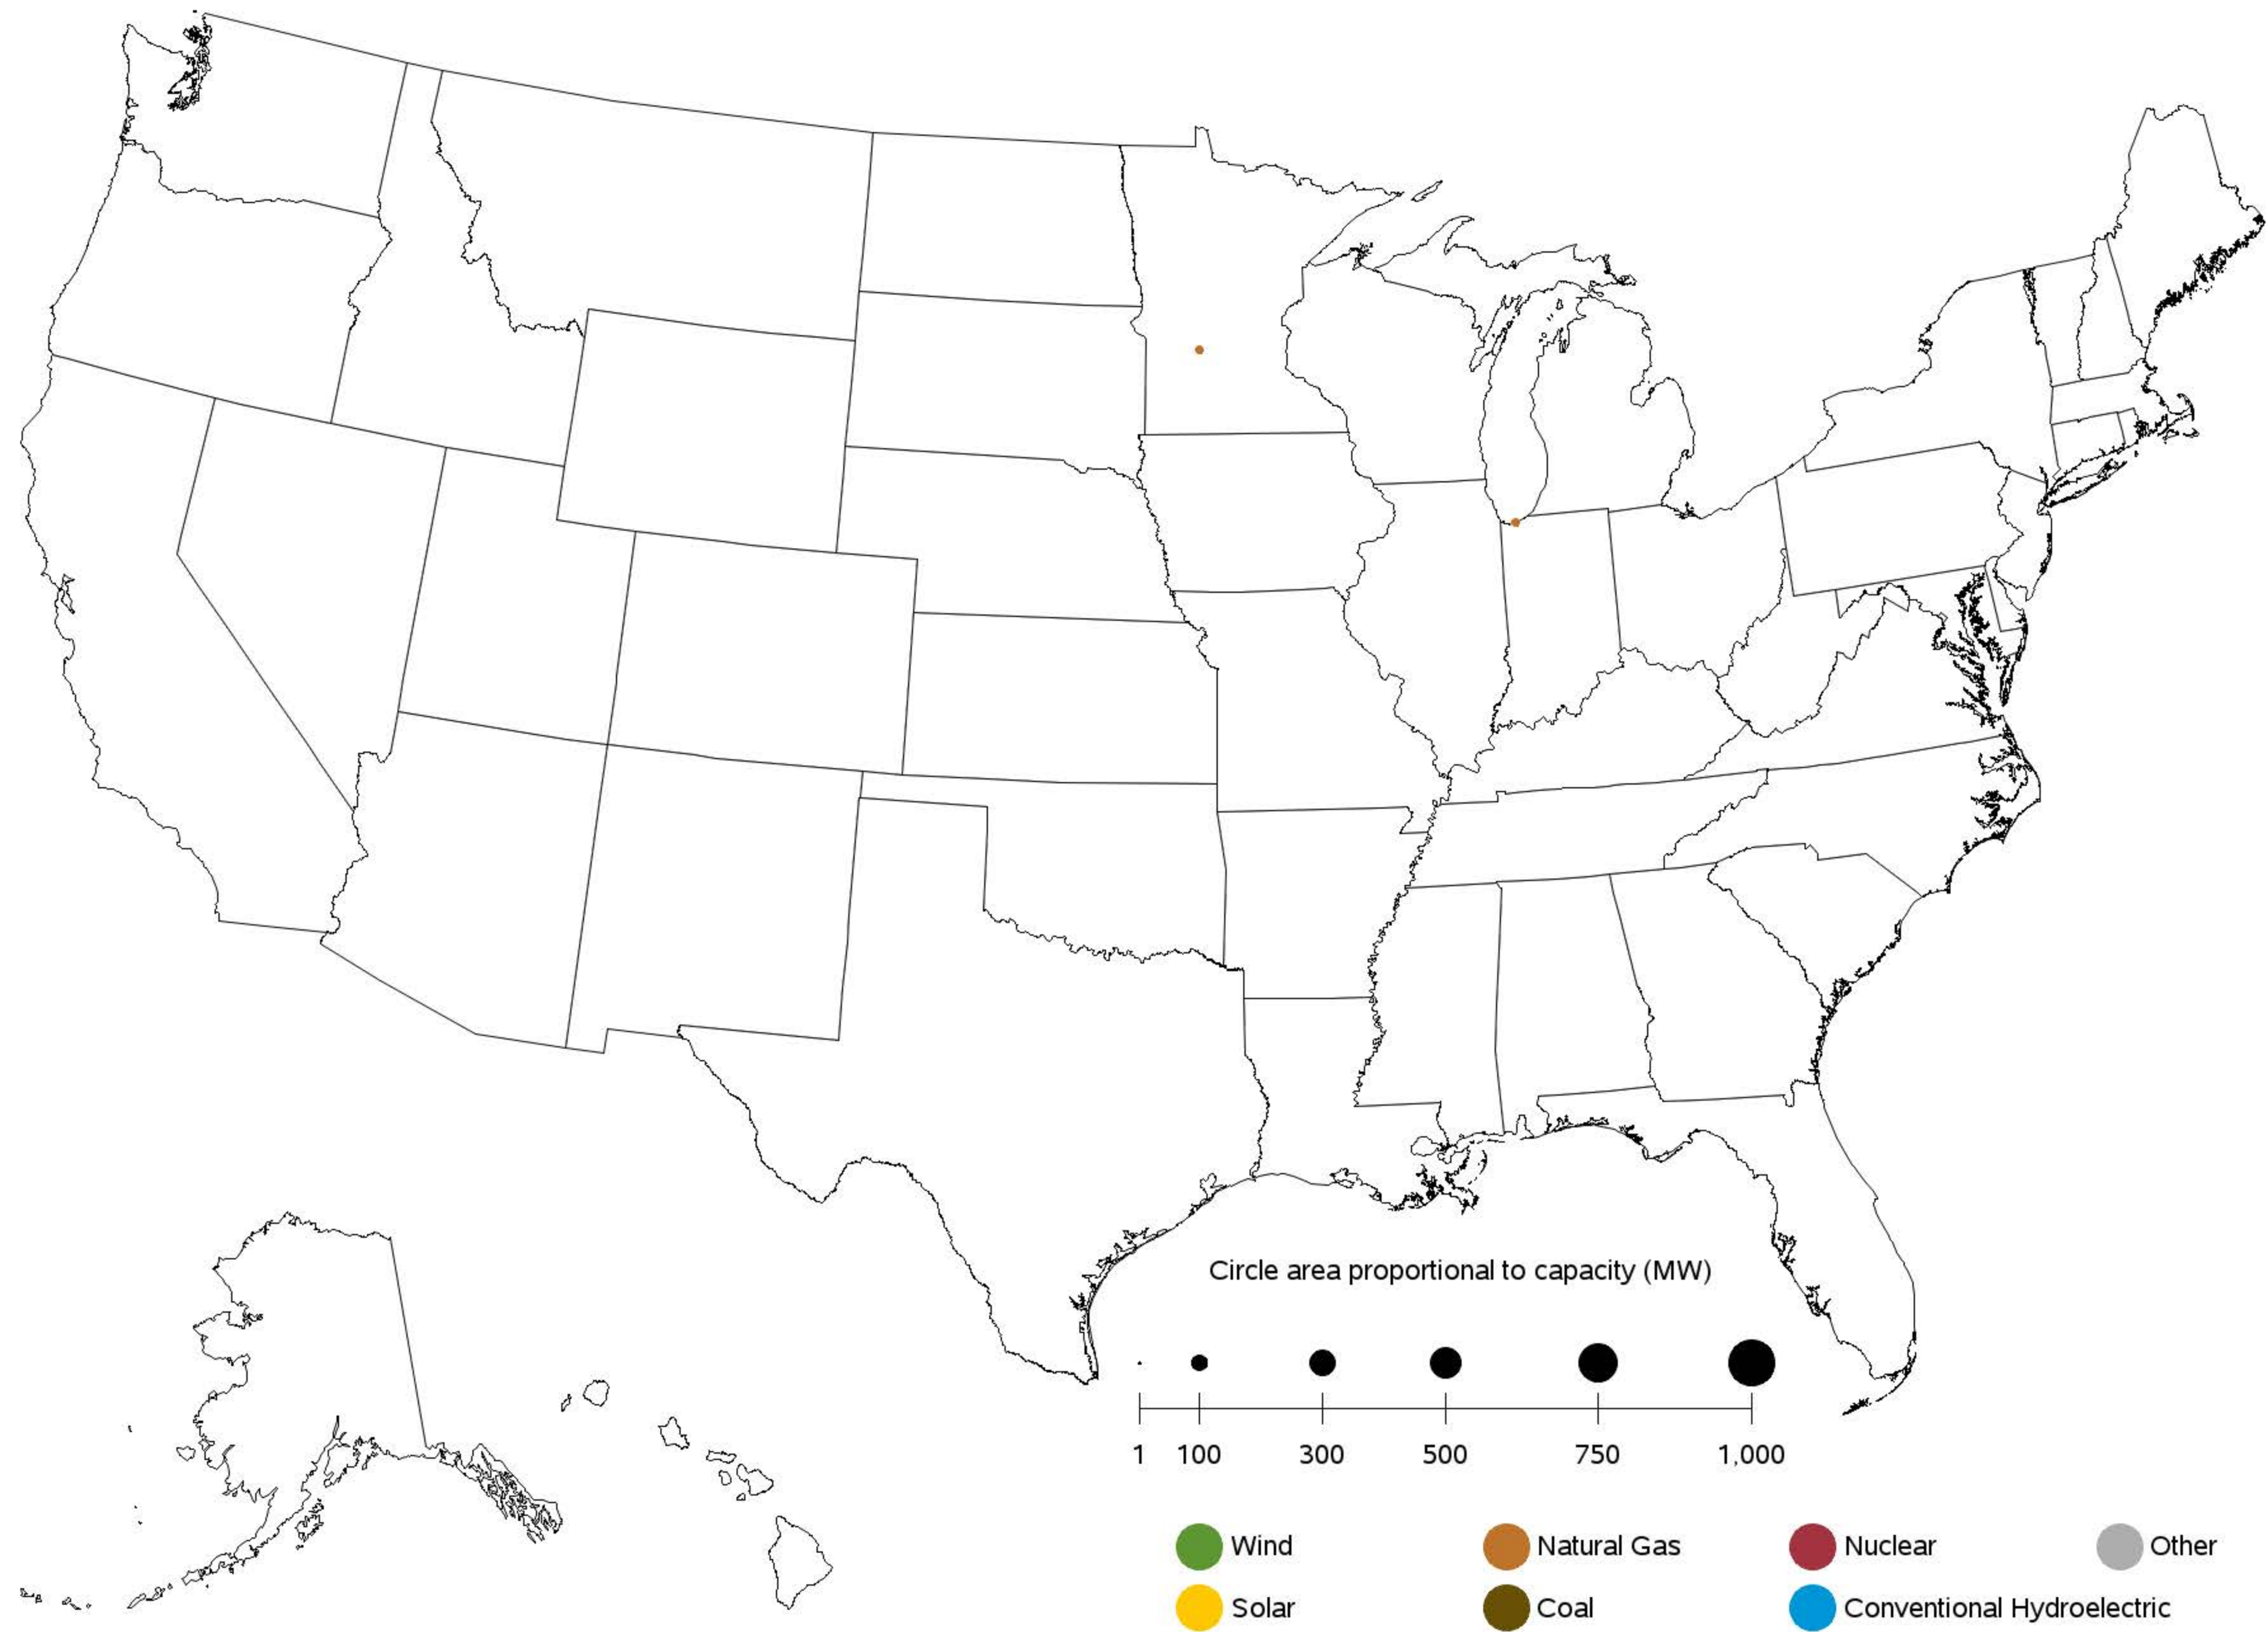 Circle area proportional to capacity (MW)
1 100 300 500 750 1,000
Wind Natural Gas Nuclear Other
Solar Coal Conventional Hydroelectric